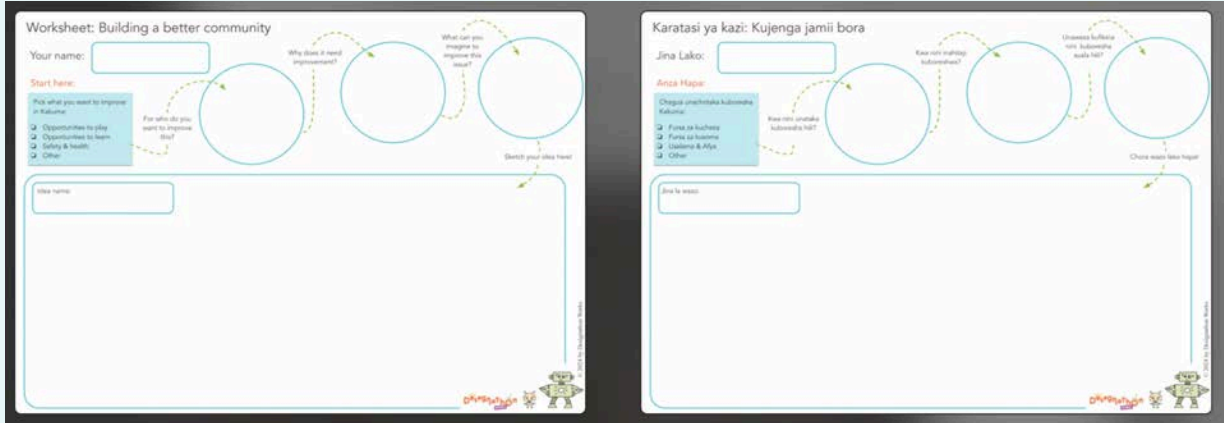 Worksheet: Building a better community
Your name:
Start here:
Pick what you want to improve
in Kakuma:
Opportunities to play
Opportunities to learn
Safety & health
Other
For who do you
want to improve
this?
Why does it need
improvement?
What can you
imagine to
improve this
issue?
Sketch your idea here!
Idea name:
Designathon
Karatasi ya kazi: Kujenga jamii bora
Jina Lako:
Anza Hapa:
Chagua unachotaka kuboresha
Kakuma:
Fursa za kucheza
Fursa za kusoma
Usalama & Afya
Other
Kwa nini unataka
kuboresha hili?
Kwa nini inahitaji
kuboreshwa?
Unaweza kufikiria
nini kuboresha
suala hili?
Chora wazo lako hapa!
Jina la wazo:
Designathon